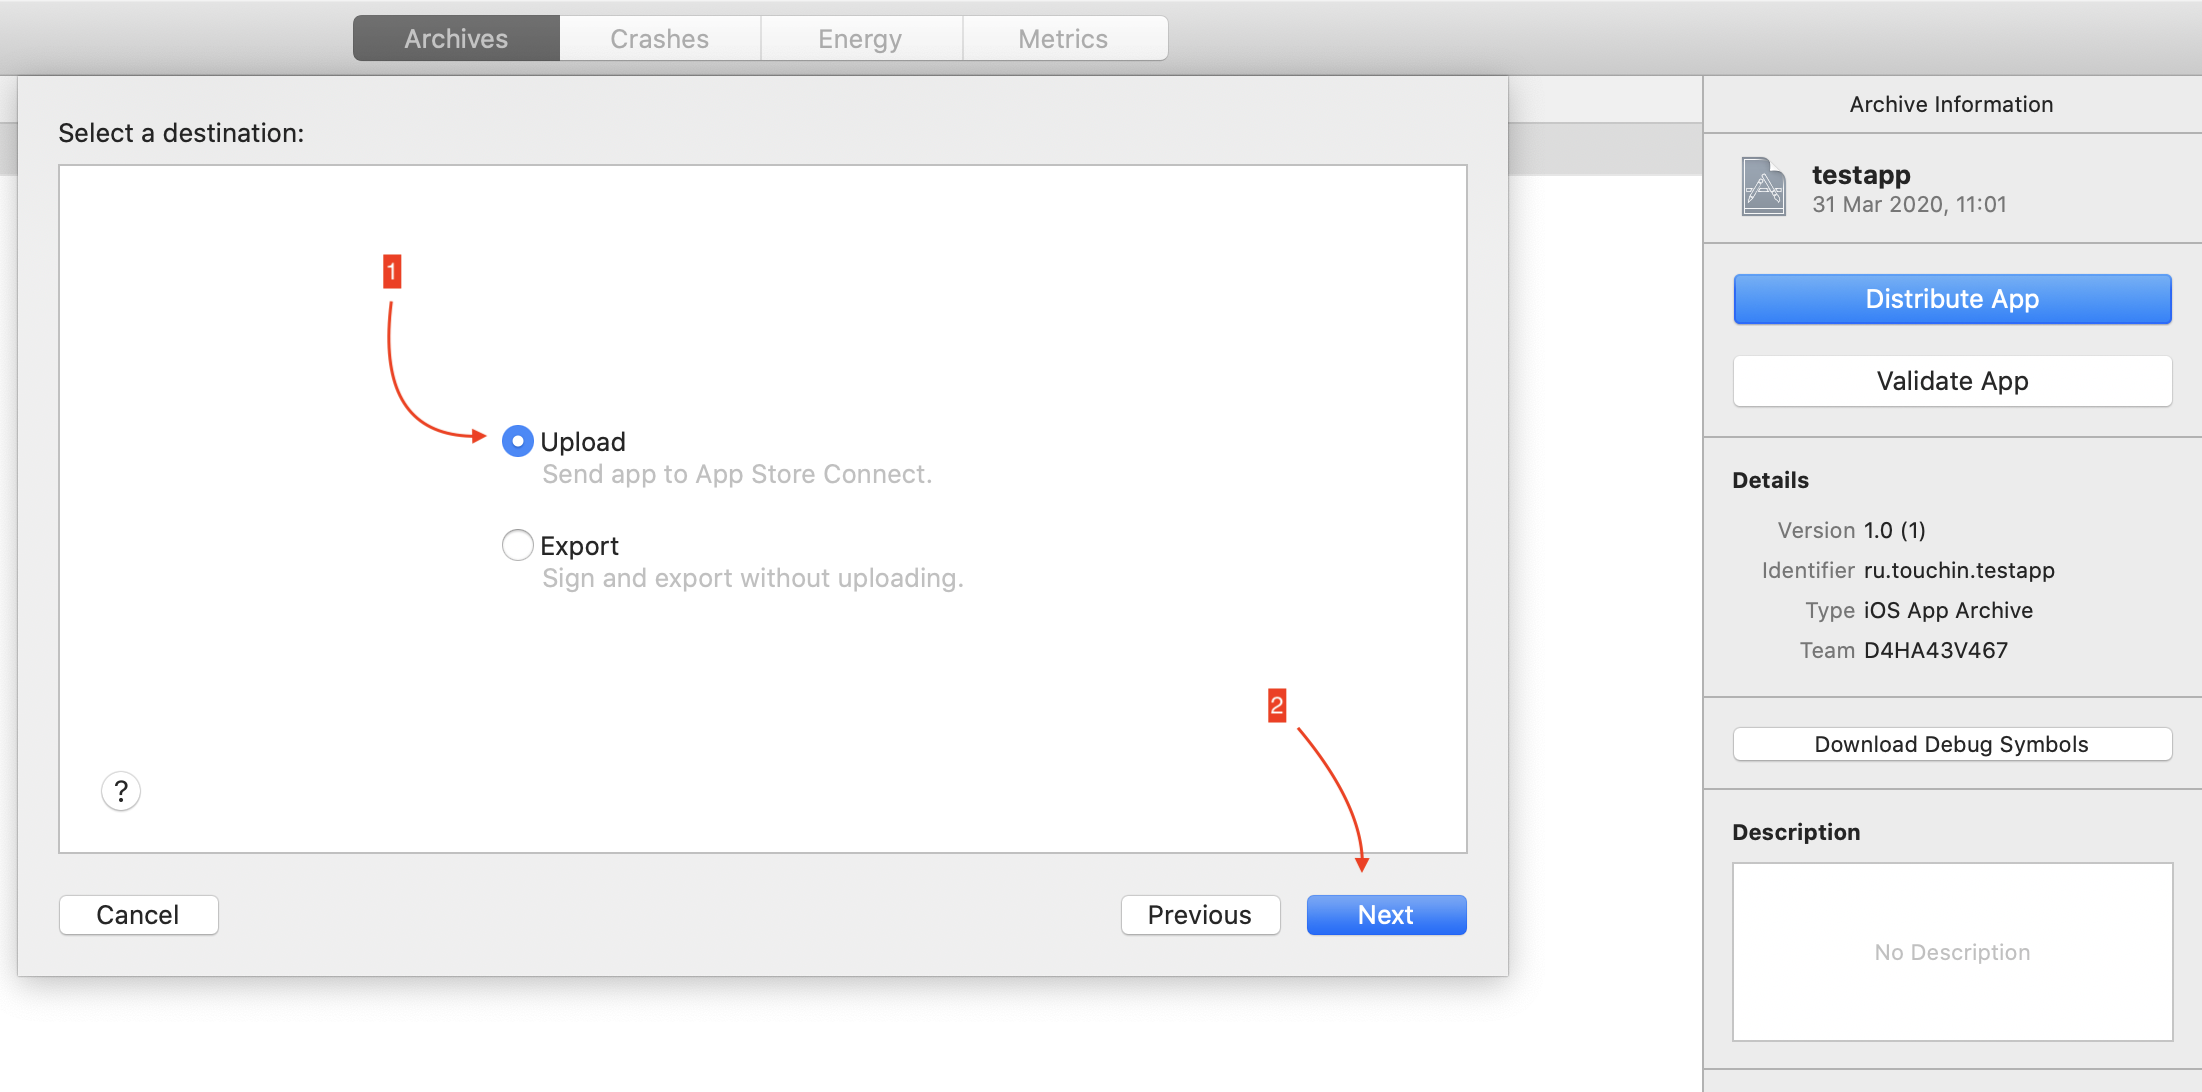 Archives Crashes Energy Metrics
Select a destination:
1
Upload
Send app to App Store Connect.
Export
Sign and export without uploading.
2
?
Cancel Previous Next
Archive Information
testapp
31 Mar 2020, 11:01
Distribute App
Validate App
Details
Version 1.0 (1)
Identifier ru.touchin.testapp
Type iOS App Archive
Team D4HA43V467
Download Debug Symbols
Description
No Description